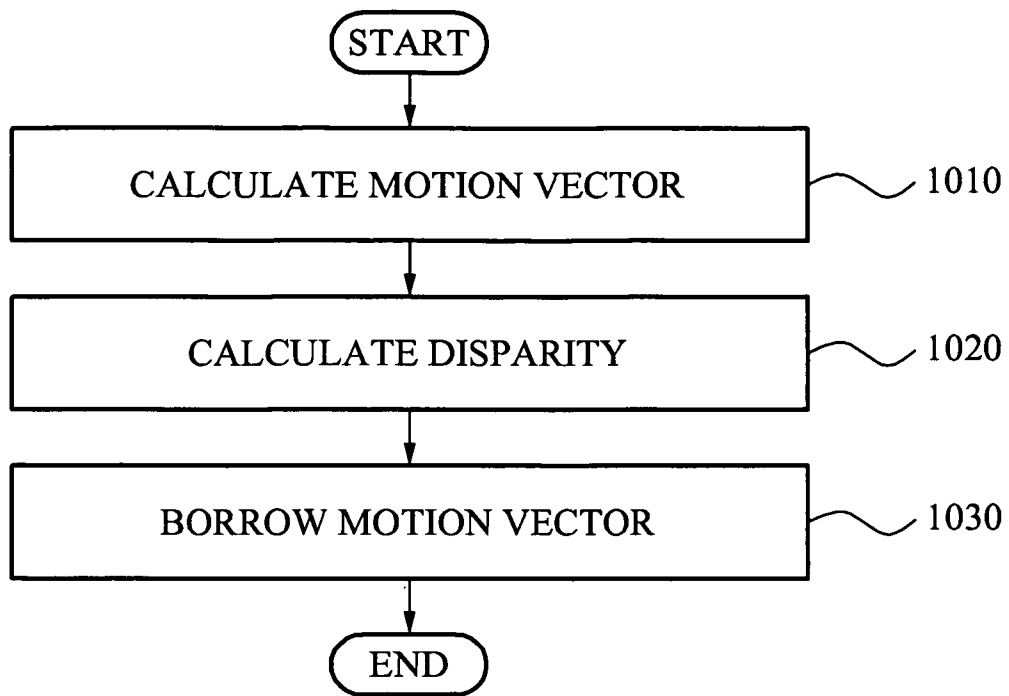 START
CALCULATE MOTION VECTOR
1010
CALCULATE DISPARITY
1020
BORROW MOTION VECTOR
1030
END